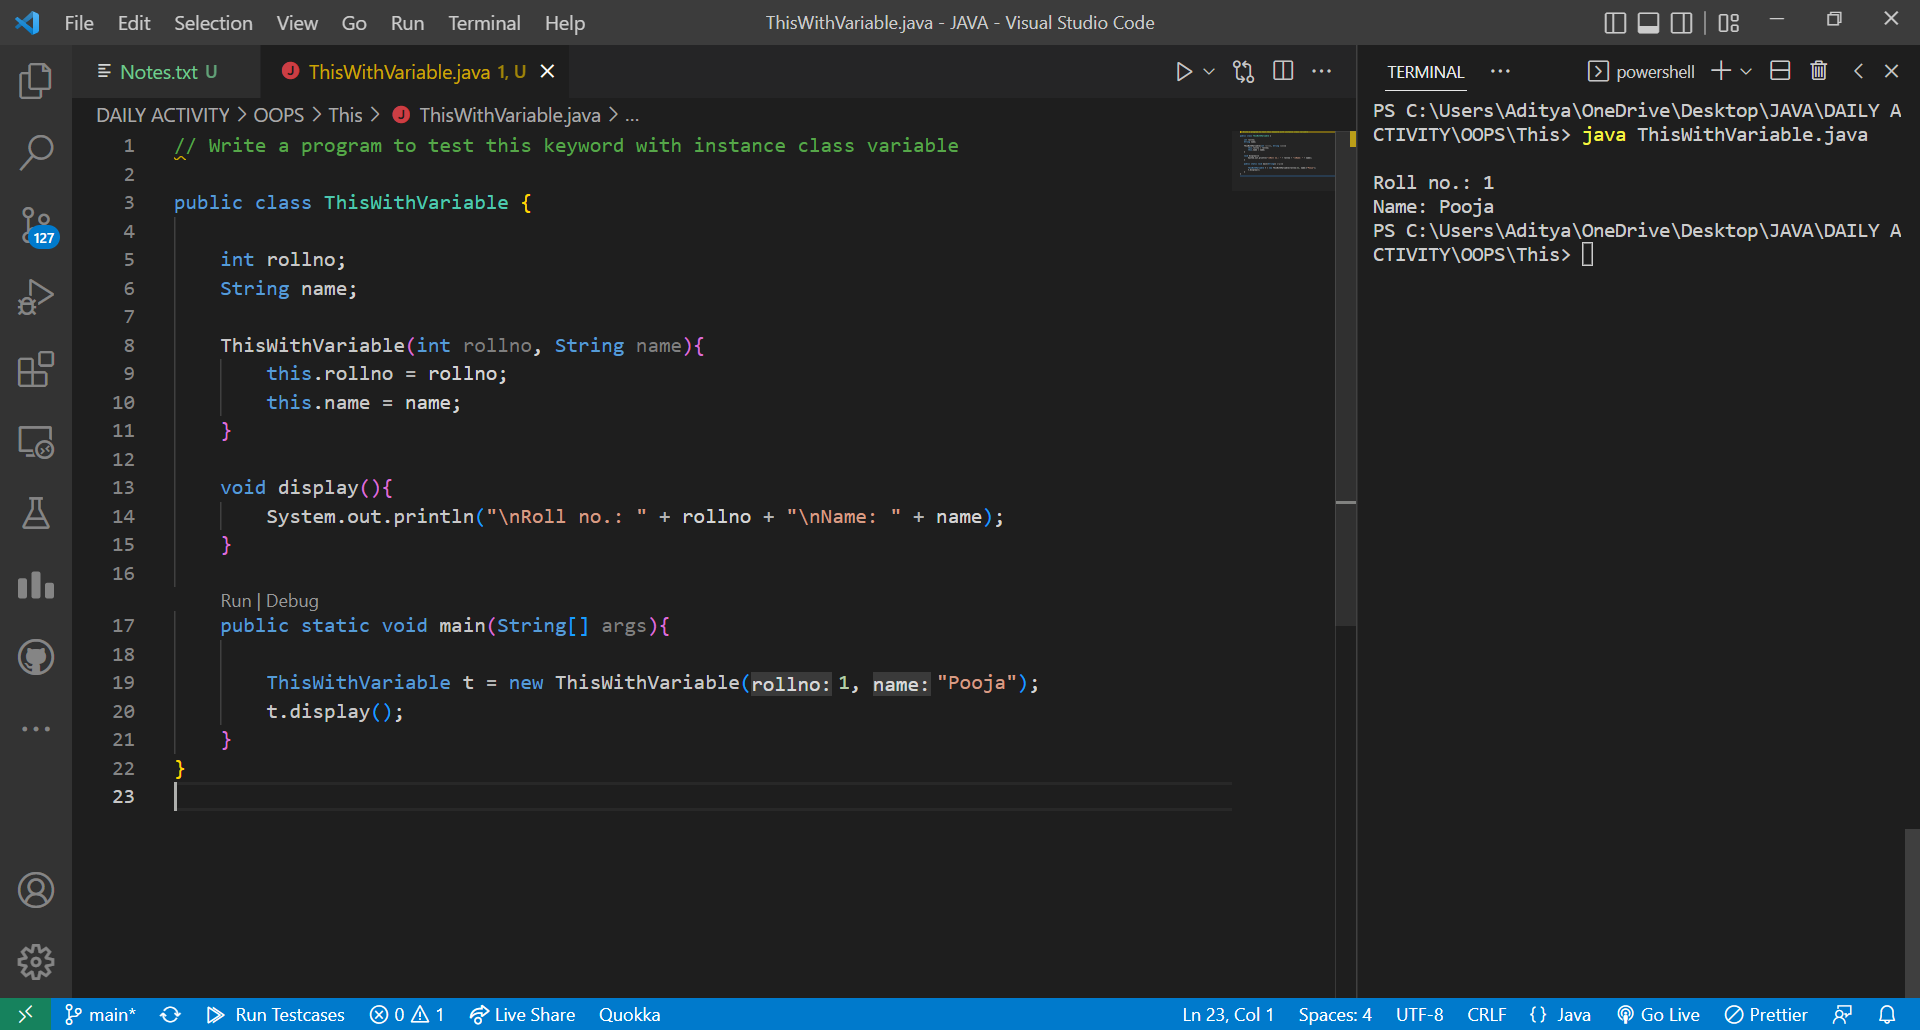 File Edit Selection View Go Run Terminal Help ThisWithVariable.java - JAVA - Visual Studio Code
Notes.txt U
J ThisWithVariable.java 1, U
DAILY ACTIVITY > OOPS > This > J ThisWithVariable.java > ...
1 // Write a program to test this keyword with instance class variable
2
3 public class ThisWithVariable {
4
5 int rollno;
6 String name;
7
8 ThisWithVariable(int rollno, String name){
9 this.rollno = rollno;
10 this.name = name;
11 }
12
13 void display(){
14 System.out.println("\nRoll no.: " + rollno + "\nName: " + name);
15 }
16
Run | Debug
17 public static void main(String[] args){
18
19 ThisWithVariable t = new ThisWithVariable(rollno: 1, name: "Pooja");
20 t.display();
21 }
22 }
23
127
TERMINAL
powershell
PS C:\Users\Aditya\OneDrive\Desktop\JAVA\DAILY A
CTIVITY\OOPS\This> java ThisWithVariable.java
Roll no.: 1
Name: Pooja
PS C:\Users\Aditya\OneDrive\Desktop\JAVA\DAILY A
CTIVITY\OOPS\This>
main* Run Testcases 0 1 Live Share Quokka Ln 23, Col 1 Spaces: 4 UTF-8 CRLF {} Java Go Live Prettier